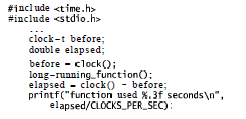 #include <time.h>
#include <stdio.h>
...
clock-t before;
double elapsed;
before = clock();
long-running_function();
elapsed = clock() - before;
printf("function used %.3f seconds\n",
elapsed/CLOCKS_PER_SEC);